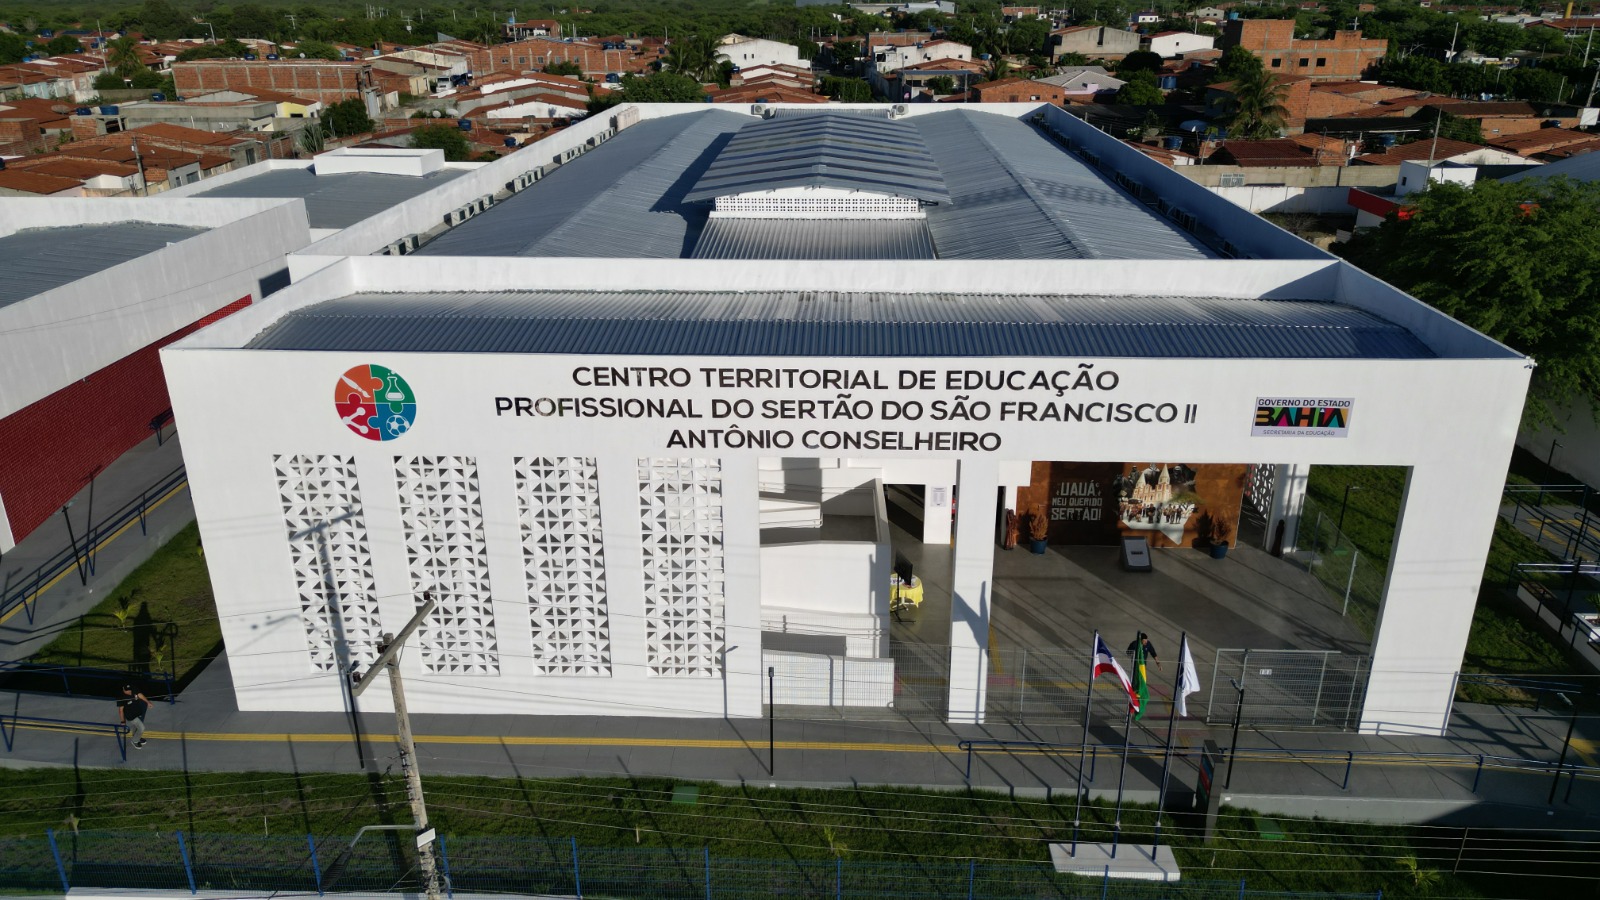 CENTRO TERRITORIAL DE EDUCAÇÃO
PROFISSIONAL DO SERTÃO DO SÃO FRANCISCO II
ANTÔNIO CONSELHEIRO
GOVERNO DO ESTADO
BAHIA
SECRETARIA DA EDUCAÇÃO
UAUÁ:
MEU QUERIDO
SERTÃO!